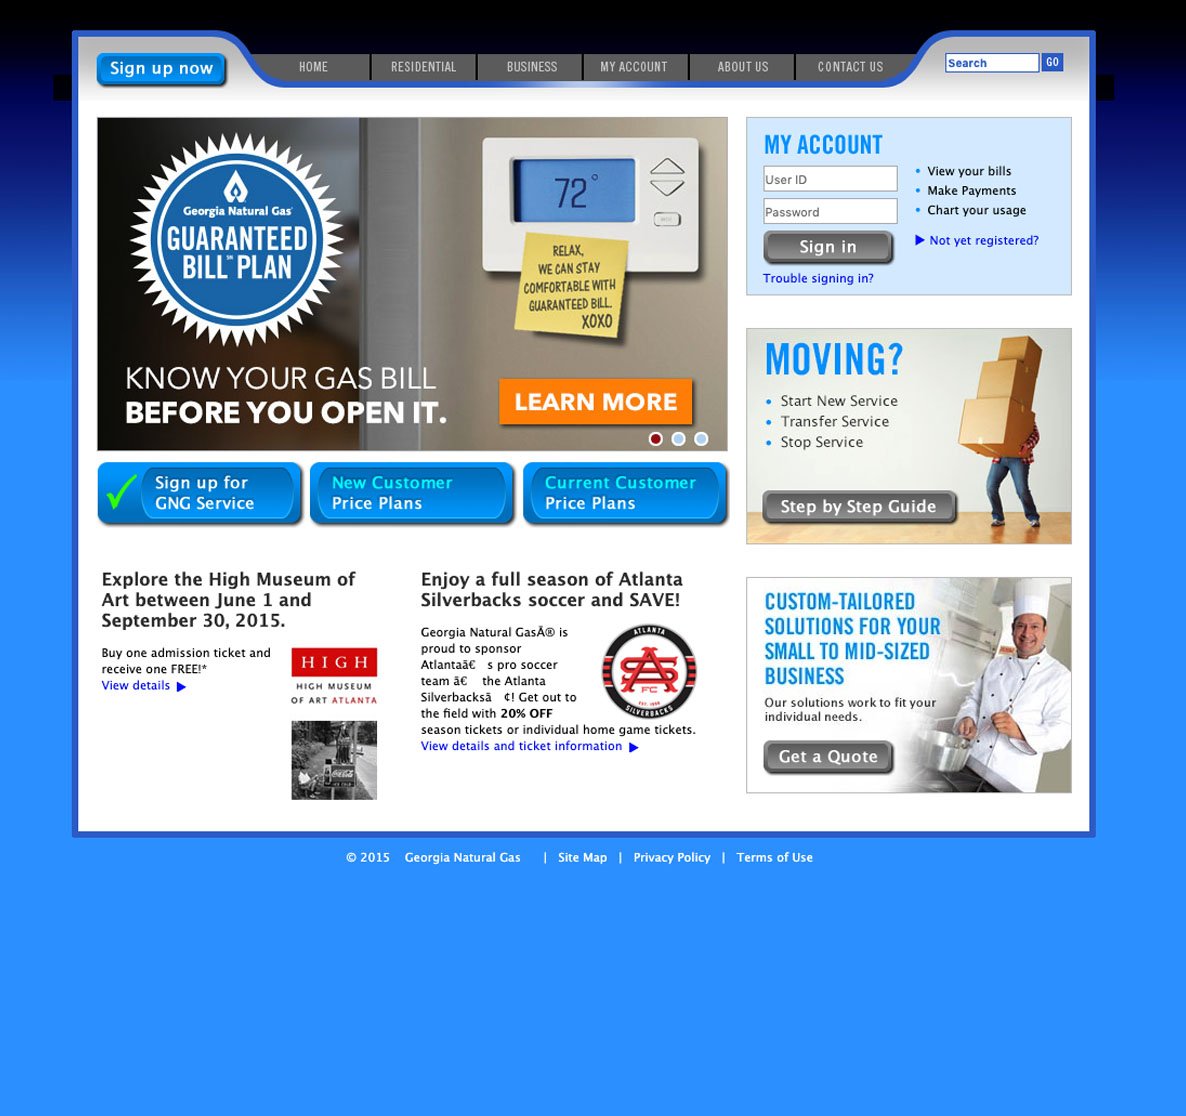 Sign up now
HOME
RESIDENTIAL
BUSINESS
MY ACCOUNT
ABOUT US
CONTACT US
Search
GO
Georgia Natural Gas
GUARANTEED
BILL℠ PLAN
72°
RELAX,
WE CAN STAY
COMFORTABLE WITH
GUARANTEED BILL.
XOXO
KNOW YOUR GAS BILL
BEFORE YOU OPEN IT.
LEARN MORE
MY ACCOUNT
User ID
Password
Sign in
Trouble signing in?
• View your bills
• Make Payments
• Chart your usage
Not yet registered?
Sign up for
GNG Service
New Customer
Price Plans
Current Customer
Price Plans
MOVING?
• Start New Service
• Transfer Service
• Stop Service
Step by Step Guide
Explore the High Museum of
Art between June 1 and
September 30, 2015.
Buy one admission ticket and
receive one FREE!*
View details
HIGH
HIGH MUSEUM
OF ART ATLANTA
Enjoy a full season of Atlanta
Silverbacks soccer and SAVE!
Georgia Natural GasÂ® is
proud to sponsor
Atlantaâ€  s pro soccer
team â€  the Atlanta
Silverbacksâ  ¢! Get out to
the field with 20% OFF
season tickets or individual home game tickets.
View details and ticket information
ATLANTA
AS
FC
SILVERBACKS
CUSTOM-TAILORED
SOLUTIONS FOR YOUR
SMALL TO MID-SIZED
BUSINESS
Our solutions work to fit your
individual needs.
Get a Quote
© 2015 Georgia Natural Gas | Site Map | Privacy Policy | Terms of Use